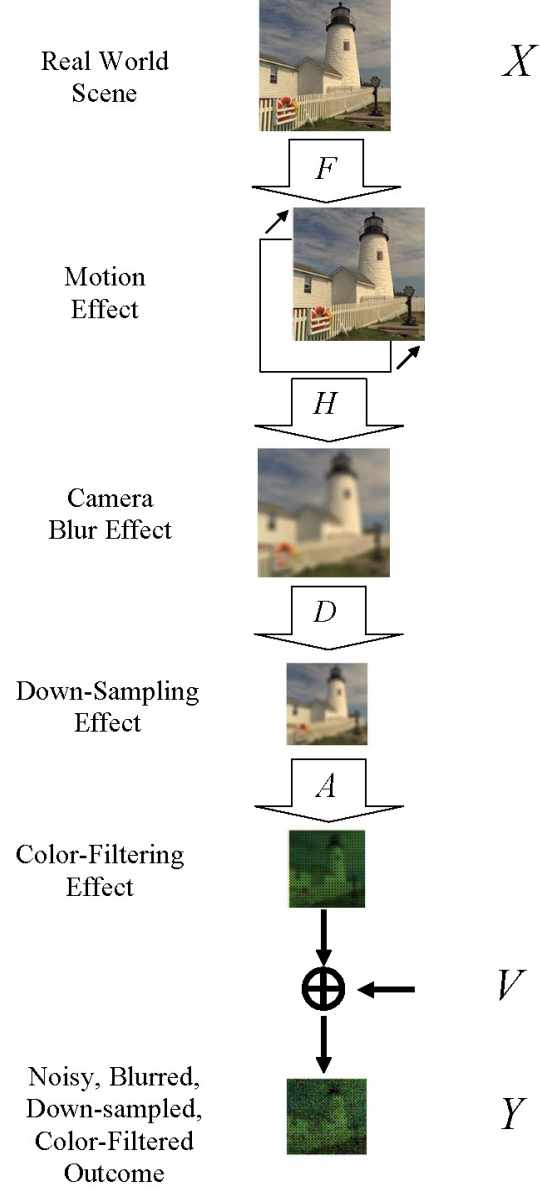 Real World
Scene
X
F
Motion
Effect
H
Camera
Blur Effect
D
Down-Sampling
Effect
A
Color-Filtering
Effect
V
Noisy, Blurred,
Down-sampled,
Color-Filtered
Outcome
Y